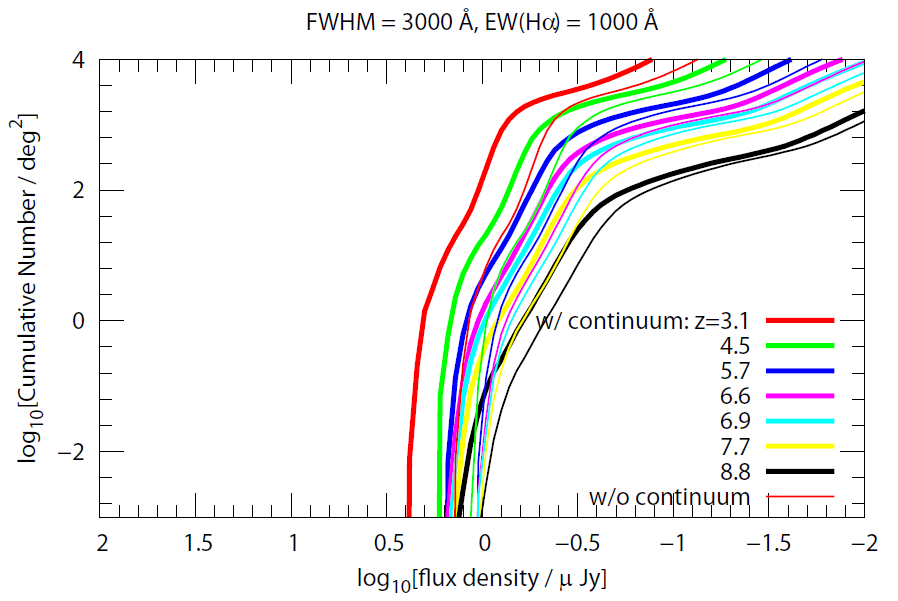 FWHM = 3000 Å, EW(Hα) = 1000 Å
log10[Cumulative Number / deg²]
4
2
0
−2
w/ continuum: z=3.1
4.5
5.7
6.6
6.9
7.7
8.8
w/o continuum
2 1.5 1 0.5 0 −0.5 −1 −1.5 −2
log10[flux density / μ Jy]